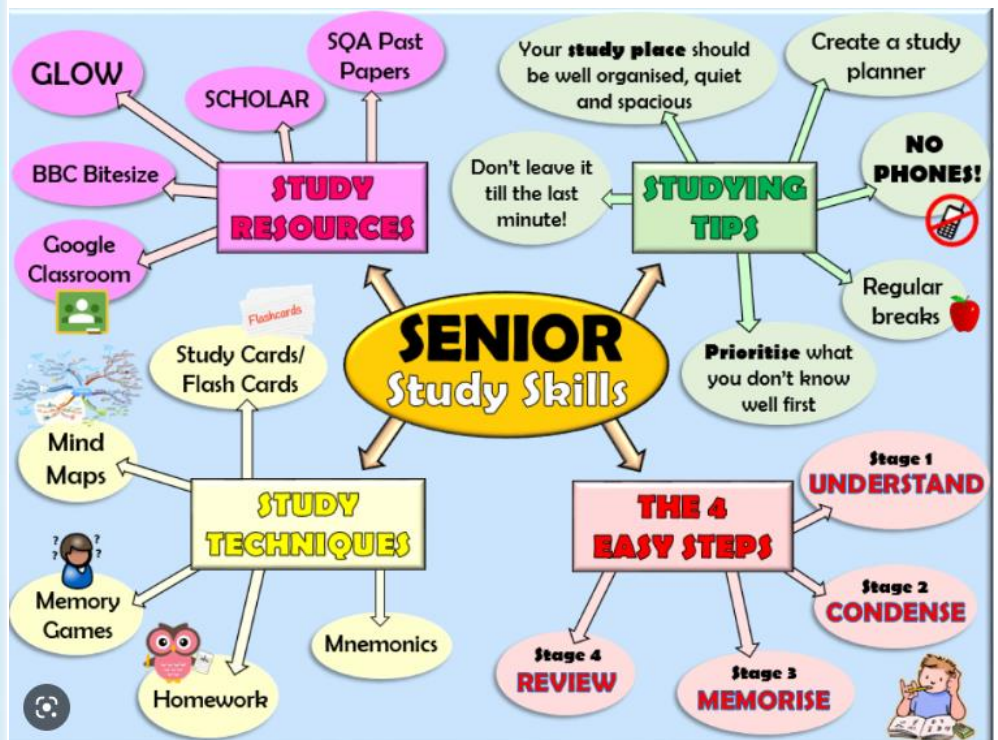 SENIOR
Study Skills
STUDY
RESOURCES
GLOW
SCHOLAR
SQA Past
Papers
BBC Bitesize
Google
Classroom
STUDYING
TIPS
Your study place should
be well organised, quiet
and spacious
Create a study
planner
Don't leave it
till the last
minute!
NO
PHONES!
Regular
breaks
Prioritise what
you don't know
well first
STUDY
TECHNIQUES
Flashcards
Study Cards/
Flash Cards
Mind
Maps
? ?
? ?
Memory
Games
Homework
Mnemonics
THE 4
EASY STEPS
Stage 1
UNDERSTAND
Stage 2
CONDENSE
Stage 3
MEMORISE
Stage 4
REVIEW